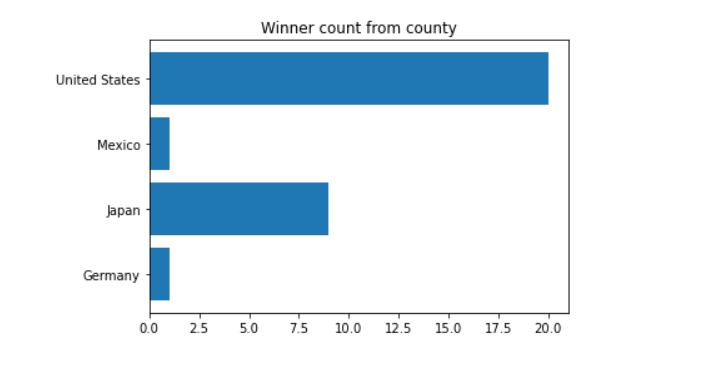 Winner count from county
United States
Mexico
Japan
Germany
0.0 2.5 5.0 7.5 10.0 12.5 15.0 17.5 20.0